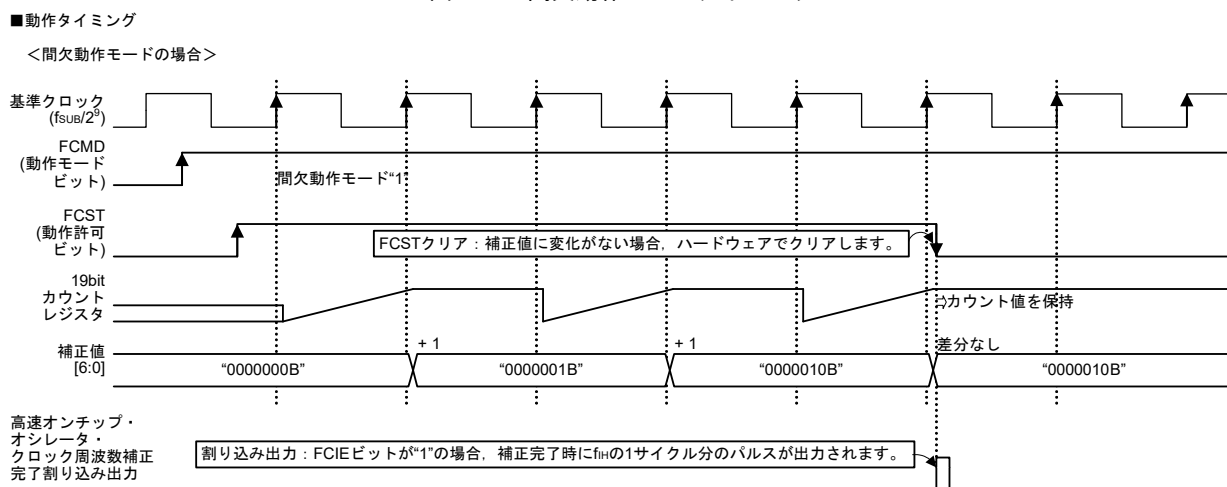 ■動作タイミング
＜間欠動作モードの場合＞
基準クロック
(fSUB/2⁹)
FCMD
(動作モード
ビット)
間欠動作モード“1”
FCST
(動作許可
ビット)
FCSTクリア：補正値に変化がない場合，ハードウェアでクリアします。
19bit
カウント
レジスタ
⇨カウント値を保持
補正値
[6:0]
“0000000B”
+ 1
“0000001B”
+ 1
“0000010B”
差分なし
“0000010B”
高速オンチップ・
オシレータ・
クロック周波数補正
完了割り込み出力
割り込み出力：FCIEビットが“1”の場合，補正完了時にfIHの1サイクル分のパルスが出力されます。